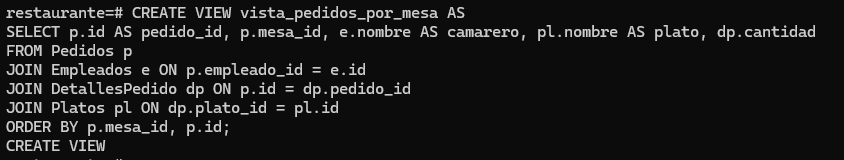 restaurante=# CREATE VIEW vista_pedidos_por_mesa AS
SELECT p.id AS pedido_id, p.mesa_id, e.nombre AS camarero, pl.nombre AS plato, dp.cantidad
FROM Pedidos p
JOIN Empleados e ON p.empleado_id = e.id
JOIN DetallesPedido dp ON p.id = dp.pedido_id
JOIN Platos pl ON dp.plato_id = pl.id
ORDER BY p.mesa_id, p.id;
CREATE VIEW